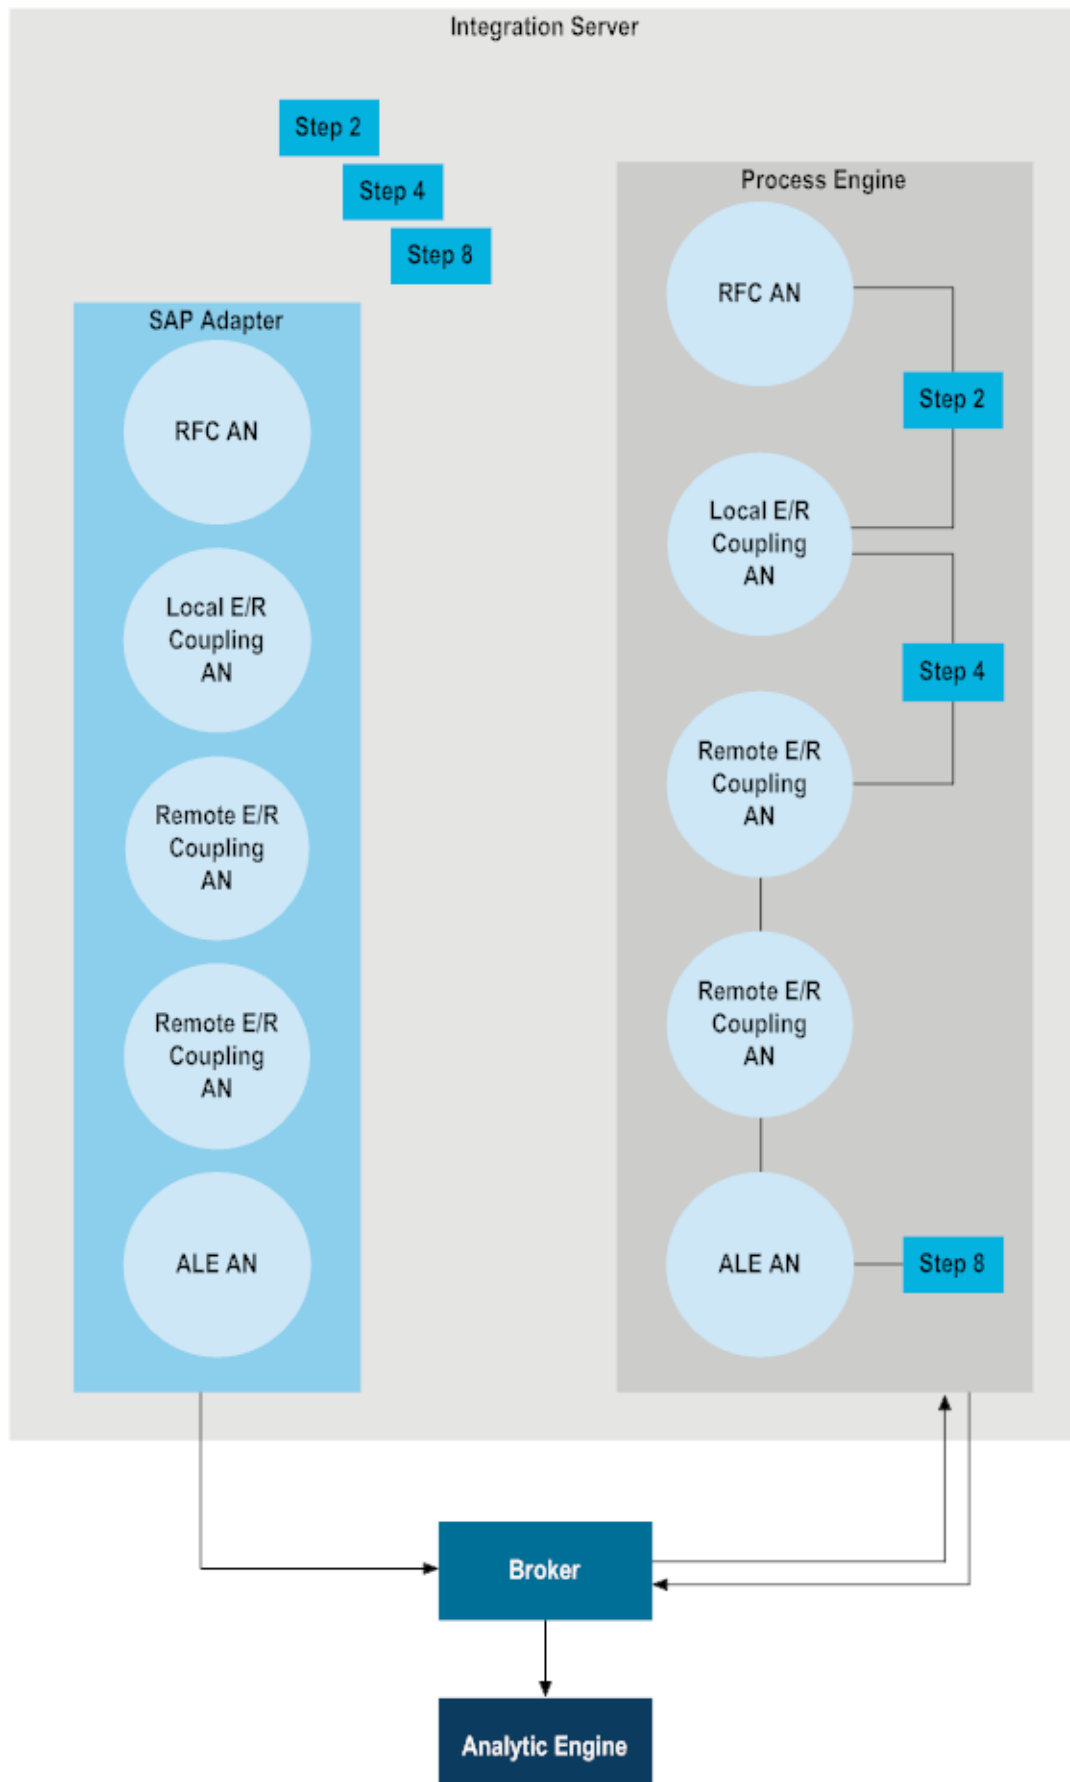 Integration Server
Step 2
Step 4
Step 8
SAP Adapter
RFC AN
Local E/R
Coupling
AN
Remote E/R
Coupling
AN
Remote E/R
Coupling
AN
ALE AN
Process Engine
RFC AN
Step 2
Local E/R
Coupling
AN
Step 4
Remote E/R
Coupling
AN
Remote E/R
Coupling
AN
ALE AN
Step 8
Broker
Analytic Engine